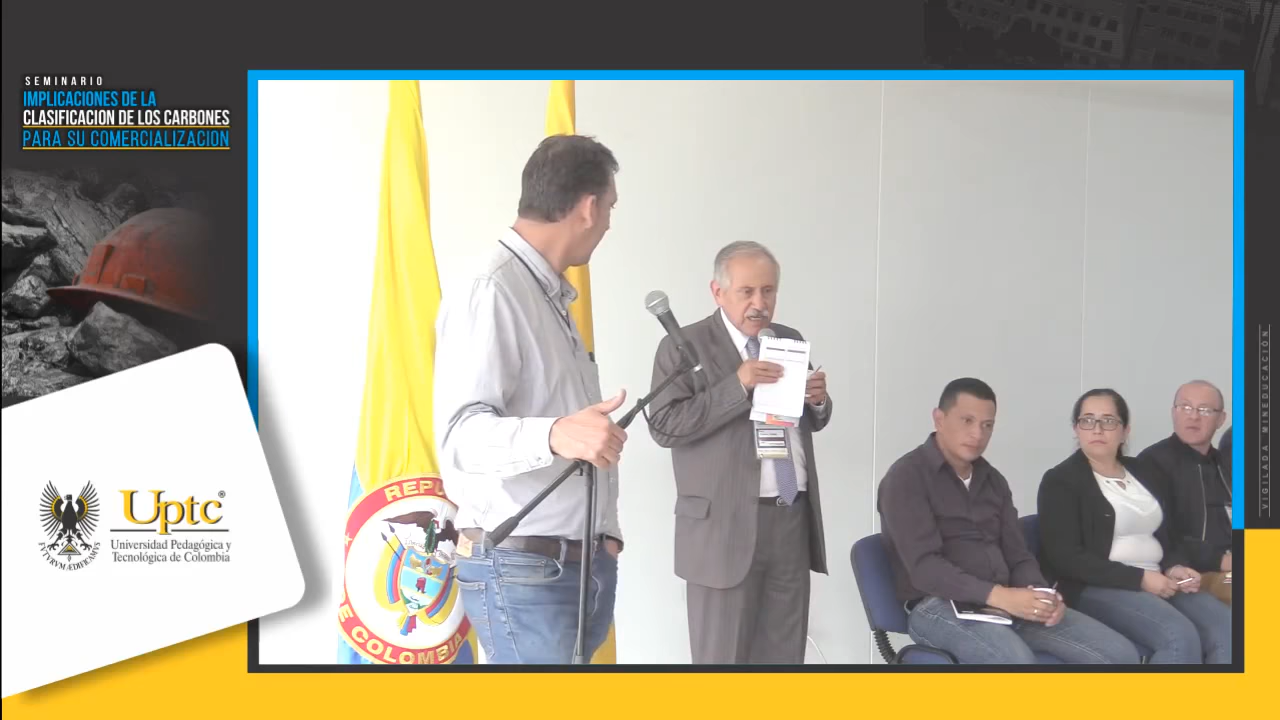 SEMINARIO
IMPLICACIONES DE LA
CLASIFICACION DE LOS CARBONES
PARA SU COMERCIALIZACION
REPU
DE COLOMBIA
Uptc®
Universidad Pedagógica y
Tecnológica de Colombia
VIGILADA MINEDUCACIÓN